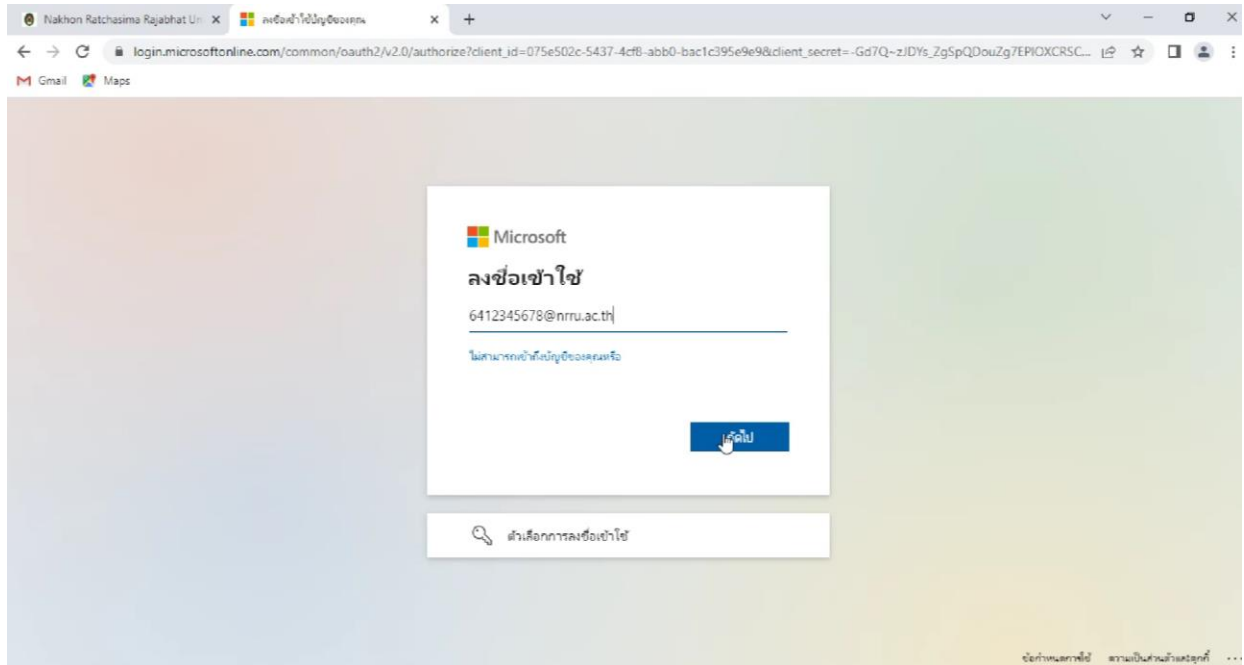 Nakhon Ratchasima Rajabhat Un
ลงชื่อเข้าใช้บัญชีของคุณ
login.microsoftonline.com/common/oauth2/v2.0/authorize?client_id=075e502c-5437-4cf8-abb0-bac1c395e9e9&client_secret=-Gd7Q~zJDYs_ZgSpQDouZg7EPIOXCRSC...
Gmail Maps
Microsoft
ลงชื่อเข้าใช้
6412345678@nrru.ac.th
ไม่สามารถเข้าถึงบัญชีของคุณหรือ
ถัดไป
ตัวเลือกการลงชื่อเข้าใช้
ข้อกำหนดการใช้ ความเป็นส่วนตัวและคุกกี้ ...